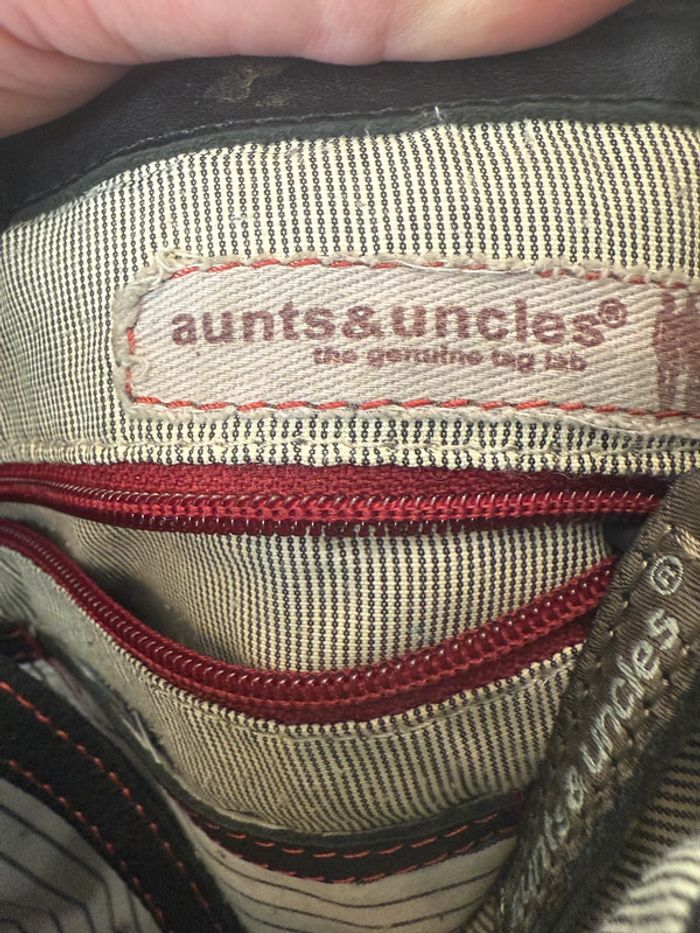 aunts&uncles®
the genuine tag lab
aunts & uncles®